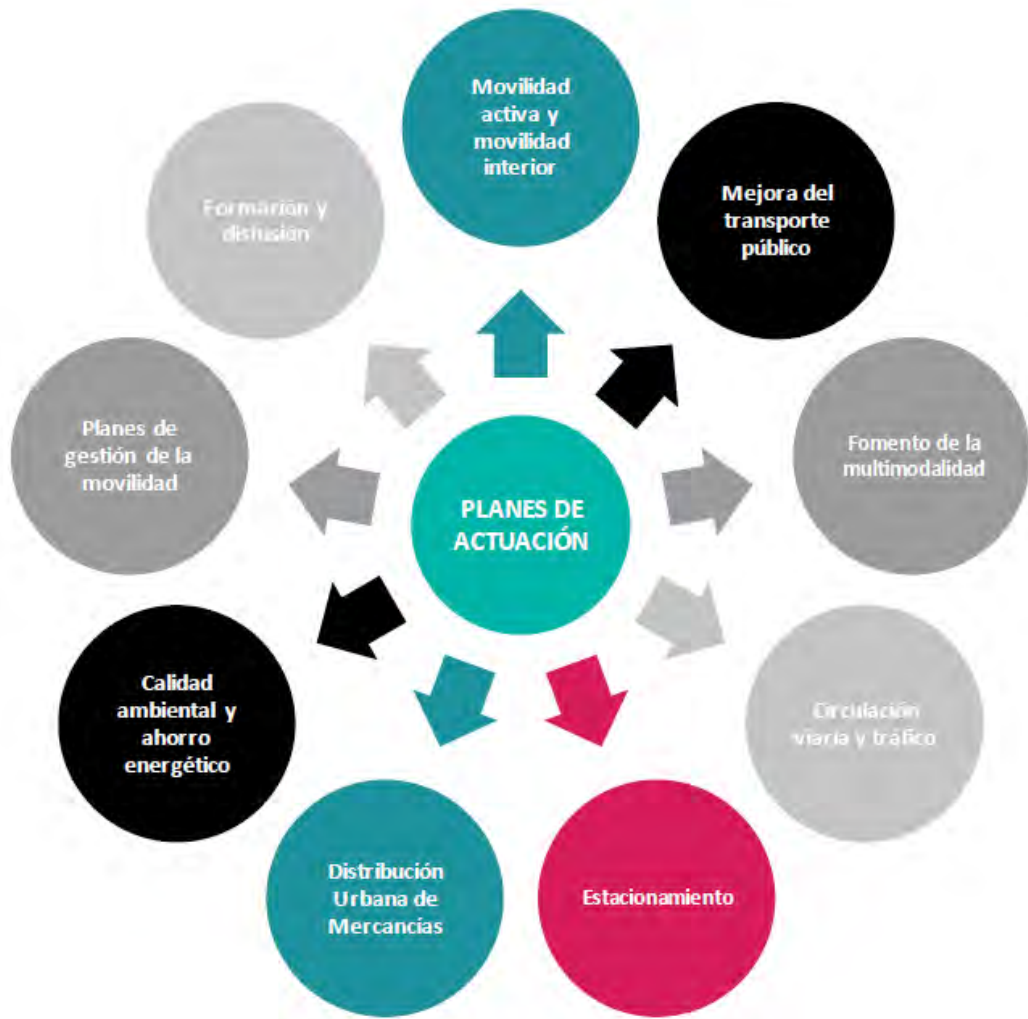 Movilidad
activa y
movilidad
interior
Mejora del
transporte
público
Fomento de la
multimodalidad
Circulación
viaria y tráfico
Estacionamiento
Distribución
Urbana de
Mercancías
Calidad
ambiental y
ahorro
energético
Planes de
gestión de la
movilidad
Formación y
disfusión
PLANES DE
ACTUACIÓN